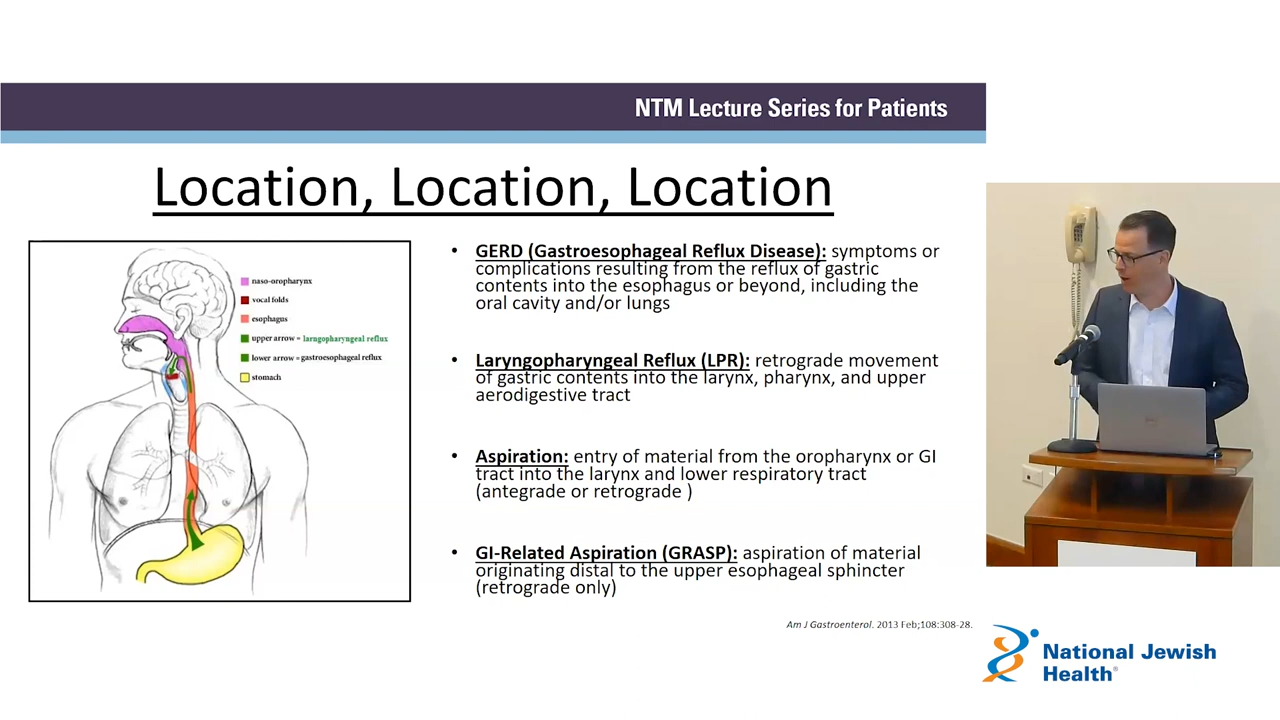 NTM Lecture Series for Patients
Location, Location, Location
naso-oropharynx
vocal folds
esophagus
upper arrow = larngopharyngeal reflux
lower arrow = gastroesophageal reflux
stomach
• GERD (Gastroesophageal Reflux Disease): symptoms or
complications resulting from the reflux of gastric
contents into the esophagus or beyond, including the
oral cavity and/or lungs
• Laryngopharyngeal Reflux (LPR): retrograde movement
of gastric contents into the larynx, pharynx, and upper
aerodigestive tract
• Aspiration: entry of material from the oropharynx or GI
tract into the larynx and lower respiratory tract
(antegrade or retrograde )
• GI-Related Aspiration (GRASP): aspiration of material
originating distal to the upper esophageal sphincter
(retrograde only)
Am J Gastroenterol. 2013 Feb;108:308-28.
National Jewish
Health®